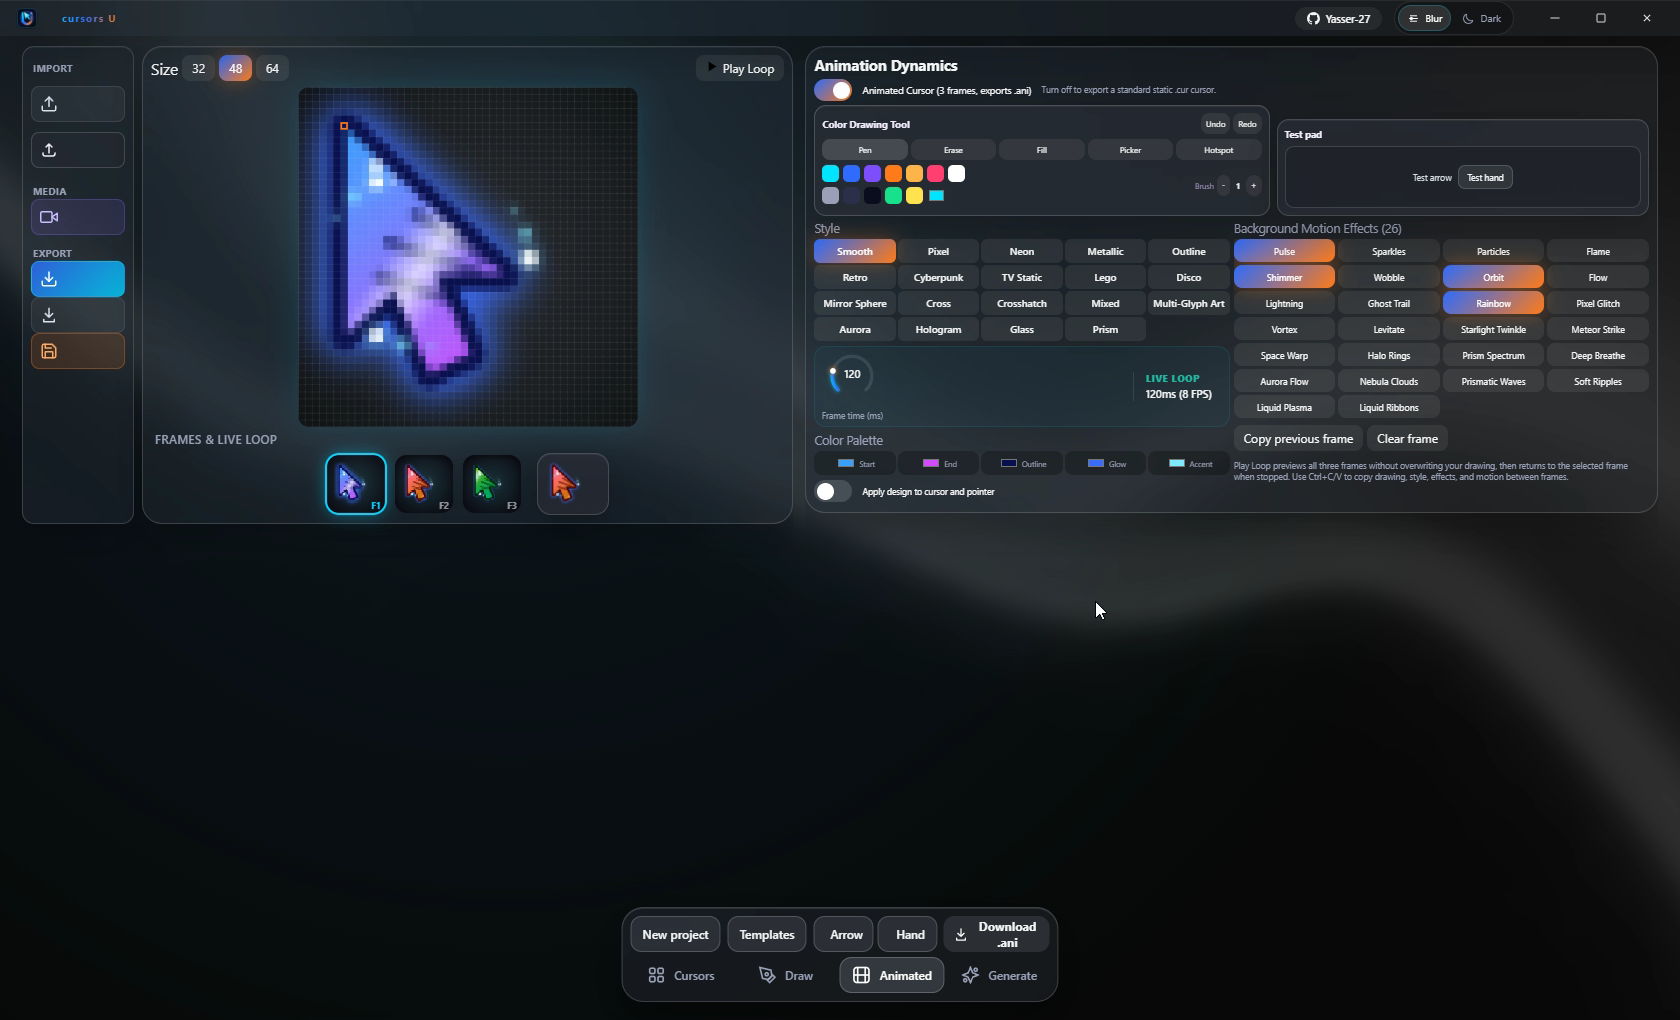 cursors U
Yasser-27
Blur
Dark
IMPORT
MEDIA
EXPORT
Size 32 48 64
Play Loop
FRAMES & LIVE LOOP
F1
F2
F3
Animation Dynamics
Animated Cursor (3 frames, exports .ani) Turn off to export a standard static .cur cursor.
Color Drawing Tool
Undo Redo
Pen Erase Fill Picker Hotspot
Brush - 1 +
Test pad
Test arrow Test hand
Style
Smooth Pixel Neon Metallic Outline
Retro Cyberpunk TV Static Lego Disco
Mirror Sphere Cross Crosshatch Mixed Multi-Glyph Art
Aurora Hologram Glass Prism
120
Frame time (ms)
LIVE LOOP
120ms (8 FPS)
Color Palette
Start End Outline Glow Accent
Apply design to cursor and pointer
Background Motion Effects (26)
Pulse Sparkles Particles Flame
Shimmer Wobble Orbit Flow
Lightning Ghost Trail Rainbow Pixel Glitch
Vortex Levitate Starlight Twinkle Meteor Strike
Space Warp Halo Rings Prism Spectrum Deep Breathe
Aurora Flow Nebula Clouds Prismatic Waves Soft Ripples
Liquid Plasma Liquid Ribbons
Copy previous frame Clear frame
Play Loop previews all three frames without overwriting your drawing, then returns to the selected frame
when stopped. Use Ctrl+C/V to copy drawing, style, effects, and motion between frames.
New project Templates Arrow Hand Download
.ani
Cursors Draw Animated Generate